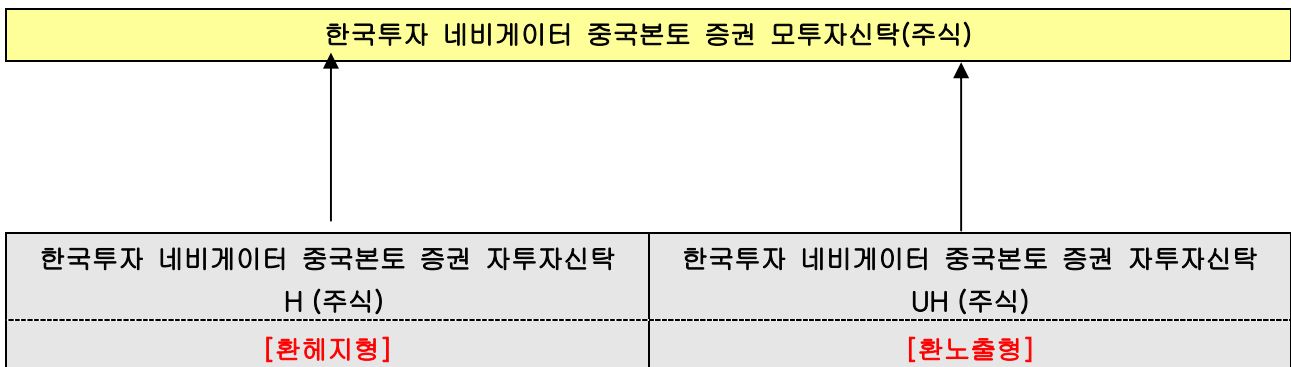 한국투자 네비게이터 중국본토 증권 모투자신탁(주식)
한국투자 네비게이터 중국본토 증권 자투자신탁
H (주식)
[환헤지형]
한국투자 네비게이터 중국본토 증권 자투자신탁
UH (주식)
[환노출형]